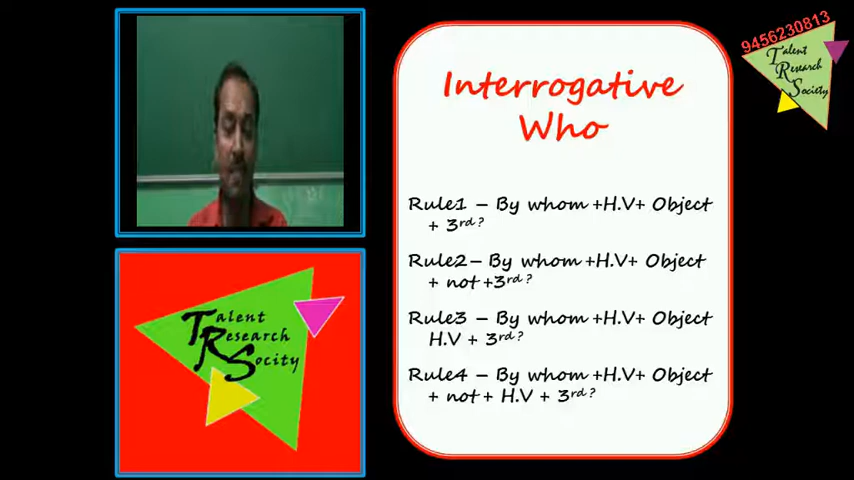 9456230813
Talent
Research
Society
Interrogative
Who
Rule1 – By whom +H.V+ Object
+ 3rd?
Rule2– By whom +H.V+ Object
+ not +3rd?
Rule3 – By whom +H.V+ Object
H.V + 3rd?
Rule4 – By whom +H.V+ Object
+ not + H.V + 3rd?
Talent
Research
Socity